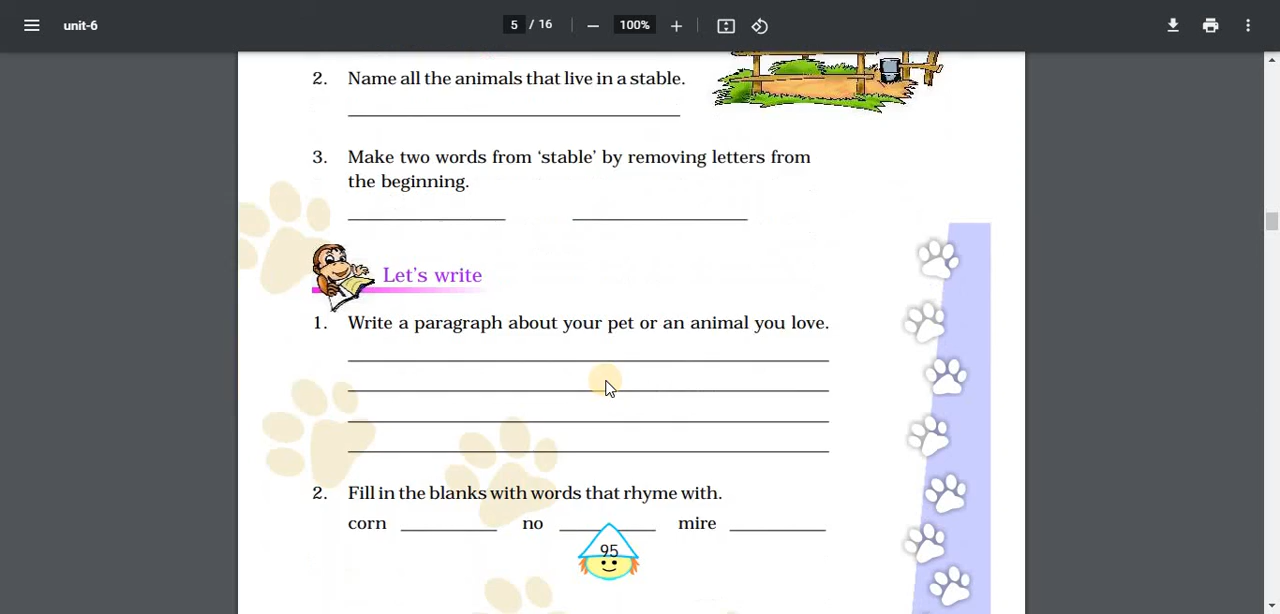 unit-6
5 / 16
100%
2. Name all the animals that live in a stable.
3. Make two words from ‘stable’ by removing letters from
the beginning.
Let’s write
1. Write a paragraph about your pet or an animal you love.
2. Fill in the blanks with words that rhyme with.
corn no mire
95